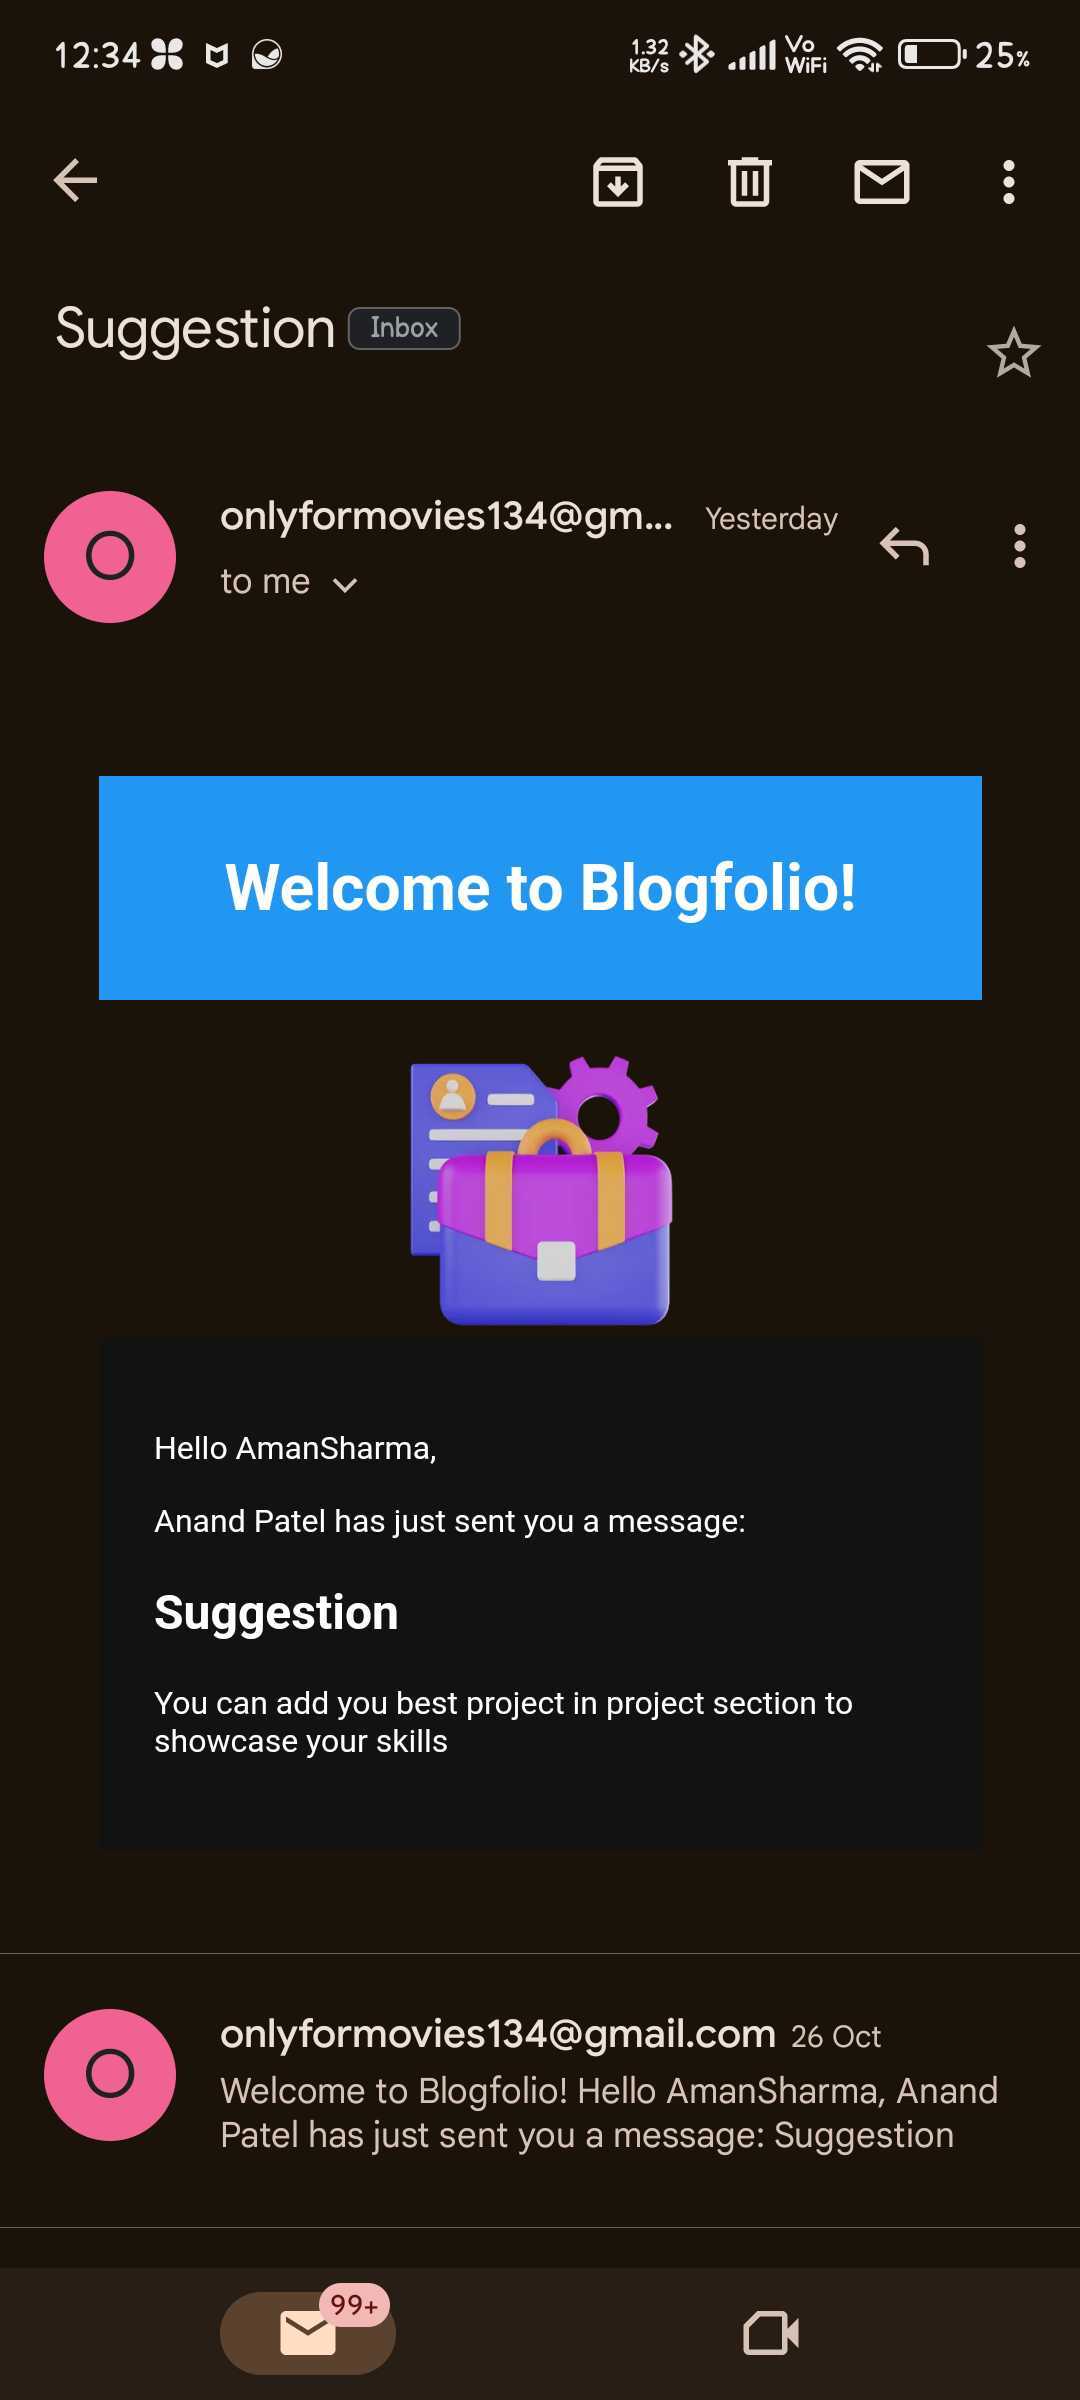 12:34
1.32 KB/s
Vo WiFi
25%
Suggestion Inbox
onlyformovies134@gm... Yesterday
O
to me
Welcome to Blogfolio!
Hello AmanSharma,
Anand Patel has just sent you a message:
Suggestion
You can add you best project in project section to
showcase your skills
onlyformovies134@gmail.com 26 Oct
O
Welcome to Blogfolio! Hello AmanSharma, Anand
Patel has just sent you a message: Suggestion
99+